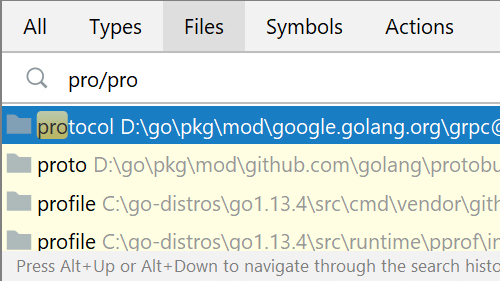 All Types Files Symbols Actions
pro/pro
protocol D:\go\pkg\mod\google.golang.org\grpc@
proto D:\go\pkg\mod\github.com\golang\protobu
profile C:\go-distros\go1.13.4\src\cmd\vendor\gith
profile C:\go-distros\go1.13.4\src\runtime\pprof\in
Press Alt+Up or Alt+Down to navigate through the search histo